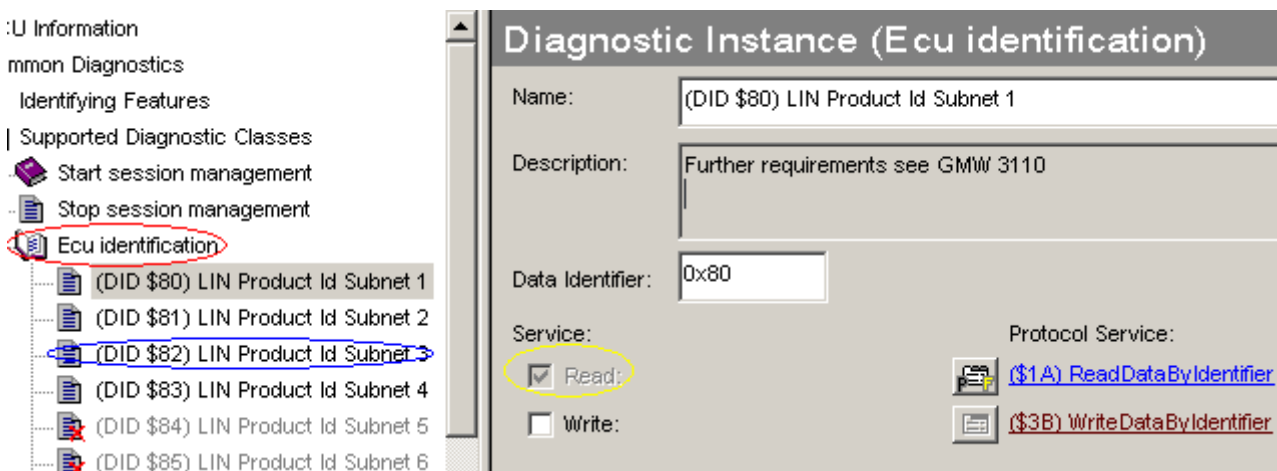 :U Information
mmon Diagnostics
Identifying Features
Supported Diagnostic Classes
Start session management
Stop session management
Ecu identification
(DID $80) LIN Product Id Subnet 1
(DID $81) LIN Product Id Subnet 2
(DID $82) LIN Product Id Subnet 3
(DID $83) LIN Product Id Subnet 4
(DID $84) LIN Product Id Subnet 5
(DID $85) LIN Product Id Subnet 6
Diagnostic Instance (Ecu identification)
Name: (DID $80) LIN Product Id Subnet 1
Description: Further requirements see GMW 3110
Data Identifier: 0x80
Service: Protocol Service:
Read: ($1A) ReadDataByIdentifier
Write: ($3B) WriteDataByIdentifier